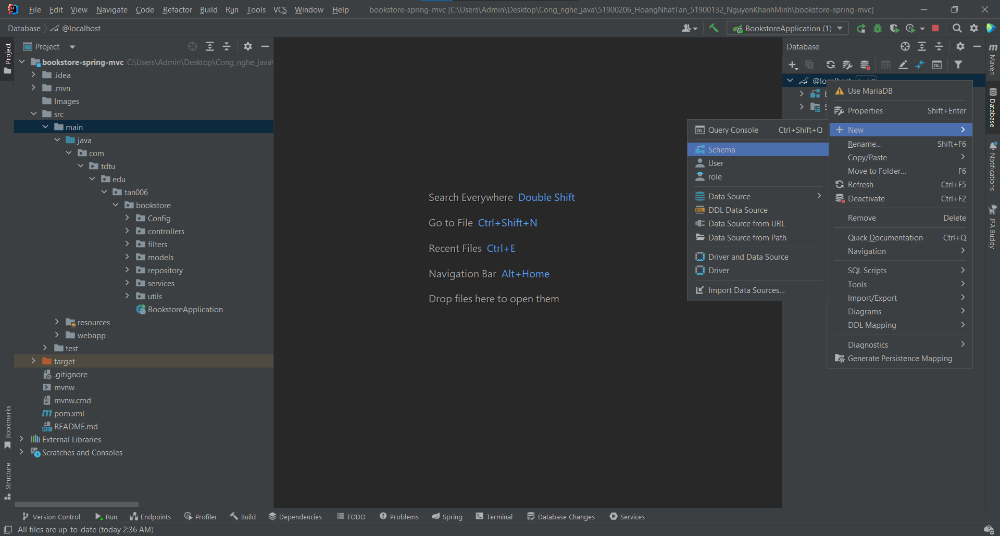 File Edit View Navigate Code Refactor Build Run Tools VCS Window Help bookstore-spring-mvc [C:\Users\Admin\Desktop\Cong_nghe_java\51900206_HoangNhatTan_51900132_NguyenKhanhMinh\bookstore-spring-mvc]
Database @localhost
BookstoreApplication (1)
Project
Bookmarks
Structure
Project
bookstore-spring-mvc C:\Users\Admin\Desktop\Cong_nghe_java\
.idea
.mvn
Images
src
main
java
com
tdtu
edu
tan006
bookstore
Config
controllers
filters
models
repository
services
utils
BookstoreApplication
resources
webapp
test
target
.gitignore
mvnw
mvnw.cmd
pom.xml
README.md
External Libraries
Scratches and Consoles
Search Everywhere Double Shift
Go to File Ctrl+Shift+N
Recent Files Ctrl+E
Navigation Bar Alt+Home
Drop files here to open them
Database
Query Console Ctrl+Shift+Q
Schema
User
role
Data Source
DDL Data Source
Data Source from URL
Data Source from Path
Driver and Data Source
Driver
Import Data Sources...
Use MariaDB
Properties Shift+Enter
New
Rename... Shift+F6
Copy/Paste
Move to Folder... F6
Refresh Ctrl+F5
Deactivate Ctrl+F2
Remove Delete
Quick Documentation Ctrl+Q
Navigation
SQL Scripts
Tools
Import/Export
Diagrams
DDL Mapping
Diagnostics
Generate Persistence Mapping
Maven
Database
Notifications
JPA Buddy
Version Control Run Endpoints Profiler Build Dependencies TODO Problems Spring Terminal Database Changes Services
All files are up-to-date (today 2:36 AM)